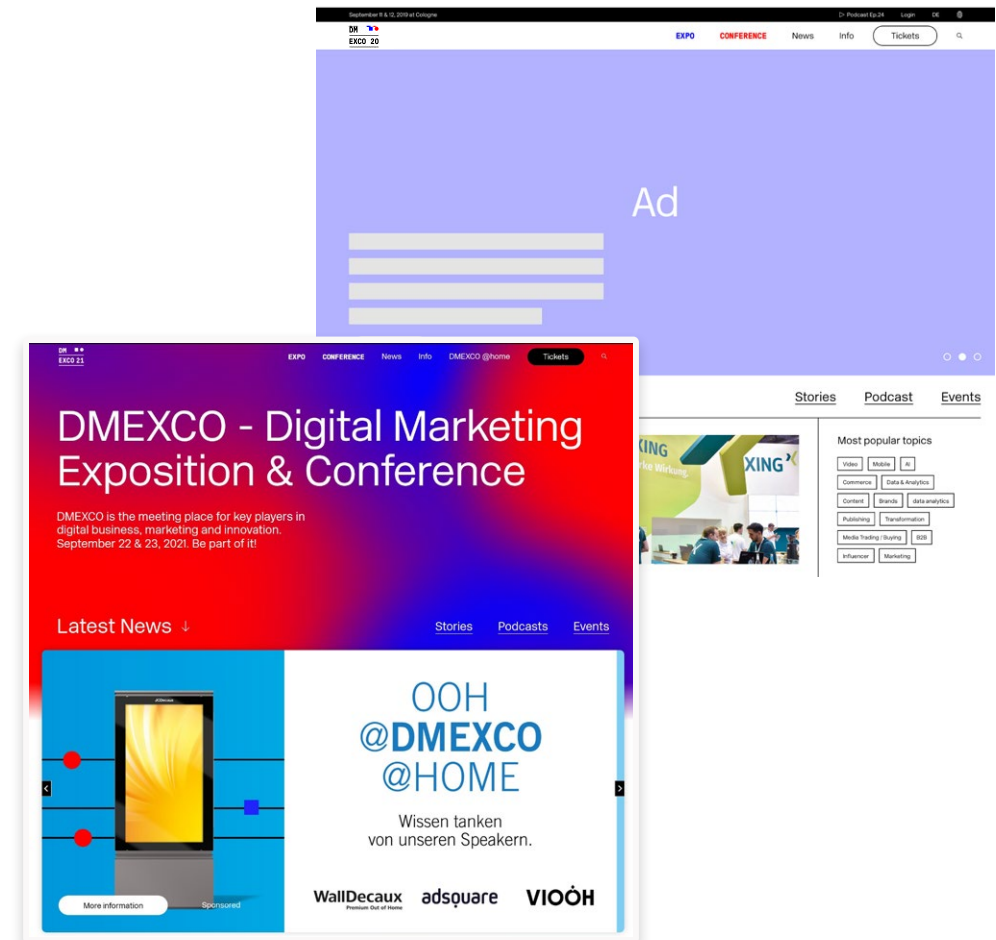 September 11 & 12, 2019 at Cologne
Podcast Ep.24 Login DE
DM
EXCO 20
EXPO CONFERENCE News Info Tickets
Ad
Stories Podcast Events
XING
rke Wirkung.
XING
Most popular topics
Video Mobile AI
Commerce Data & Analytics
Content Brands data analytics
Publishing Transformation
Media Trading / Buying B2B
Influencer Marketing
DM
EXCO 21
EXPO CONFERENCE News Info DMEXCO @home Tickets
DMEXCO - Digital Marketing
Exposition & Conference
DMEXCO is the meeting place for key players in
digital business, marketing and innovation.
September 22 & 23, 2021. Be part of it!
Latest News ↓
Stories Podcasts Events
JCDecaux
OOH
@DMEXCO
@HOME
Wissen tanken
von unseren Speakern.
WallDecaux
Premium Out of Home
adsquare
VIOOH
More information
Sponsored